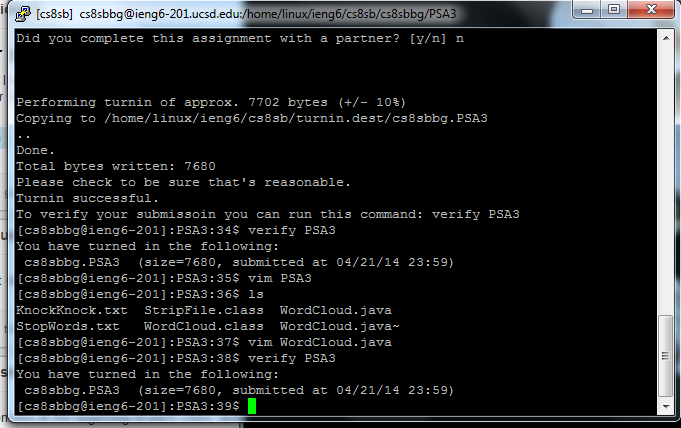 [cs8sb] cs8sbbg@ieng6-201.ucsd.edu:/home/linux/ieng6/cs8sb/cs8sbbg/PSA3
Did you complete this assignment with a partner? [y/n] n
Performing turnin of approx. 7702 bytes (+/- 10%)
Copying to /home/linux/ieng6/cs8sb/turnin.dest/cs8sbbg.PSA3
..
Done.
Total bytes written: 7680
Please check to be sure that's reasonable.
Turnin successful.
To verify your submissoin you can run this command: verify PSA3
[cs8sbbg@ieng6-201]:PSA3:34$ verify PSA3
You have turned in the following:
 cs8sbbg.PSA3  (size=7680, submitted at 04/21/14 23:59)
[cs8sbbg@ieng6-201]:PSA3:35$ vim PSA3
[cs8sbbg@ieng6-201]:PSA3:36$ ls
KnockKnock.txt  StripFile.class  WordCloud.java
StopWords.txt   WordCloud.class  WordCloud.java~
[cs8sbbg@ieng6-201]:PSA3:37$ vim WordCloud.java
[cs8sbbg@ieng6-201]:PSA3:38$ verify PSA3
You have turned in the following:
 cs8sbbg.PSA3  (size=7680, submitted at 04/21/14 23:59)
[cs8sbbg@ieng6-201]:PSA3:39$